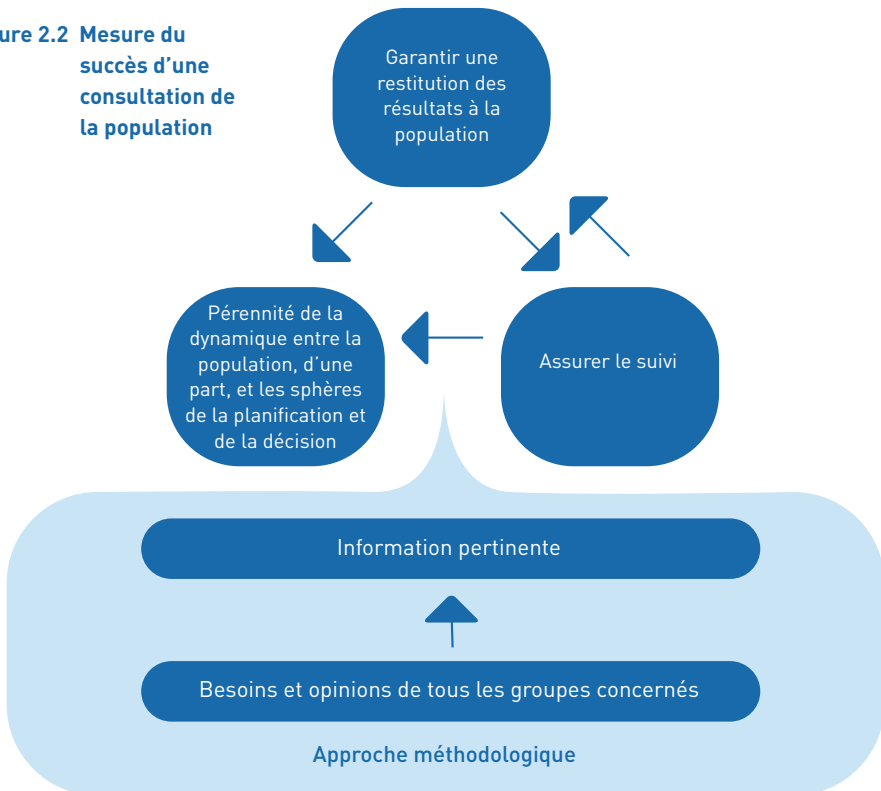 ure 2.2 Mesure du
succès d’une
consultation de
la population
Garantir une
restitution des
résultats à la
population
Pérennité de la
dynamique entre la
population, d’une
part, et les sphères
de la planification et
de la décision
Assurer le suivi
Information pertinente
Besoins et opinions de tous les groupes concernés
Approche méthodologique